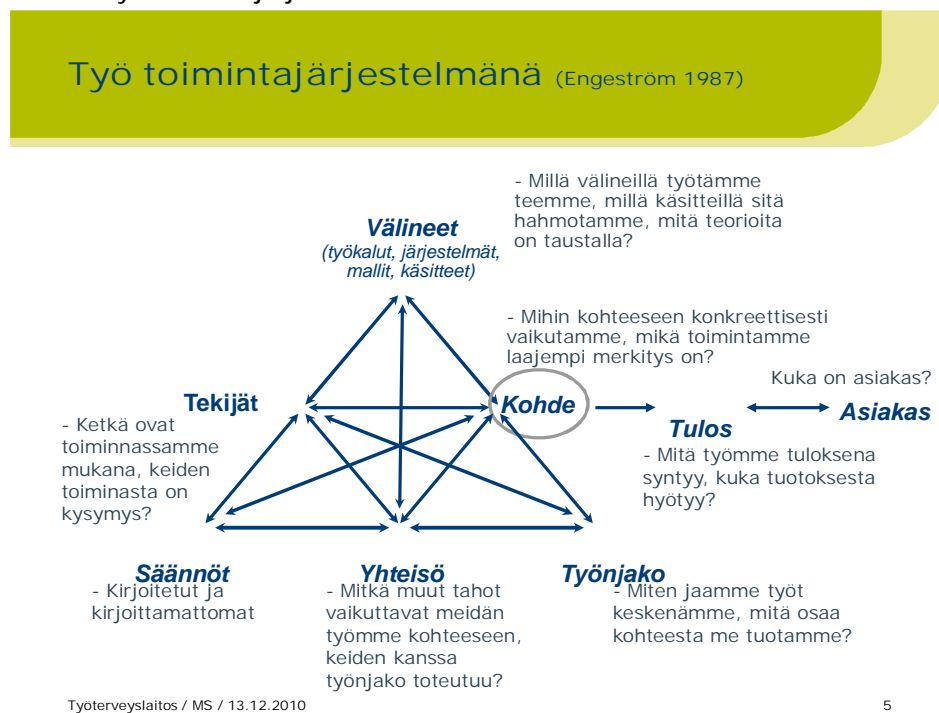 Työ toimintajärjestelmänä (Engeström 1987)
- Millä välineillä työtämme
teemme, millä käsitteillä sitä
hahmotamme, mitä teorioita
on taustalla?
Välineet
(työkalut, järjestelmät,
mallit, käsitteet)
- Mihin kohteeseen konkreettisesti
vaikutamme, mikä toimintamme
laajempi merkitys on?
Kuka on asiakas?
Tekijät
Kohde
Tulos
Asiakas
- Ketkä ovat
toiminnassamme
mukana, keiden
toiminasta on
kysymys?
- Mitä työmme tuloksena
syntyy, kuka tuotoksesta
hyötyy?
Säännöt
- Kirjoitetut ja
kirjoittamattomat
Yhteisö
- Mitkä muut tahot
vaikuttavat meidän
työmme kohteeseen,
keiden kanssa
työnjako toteutuu?
Työnjako
- Miten jaamme työt
keskenämme, mitä osaa
kohteesta me tuotamme?
Työterveyslaitos / MS / 13.12.2010
5